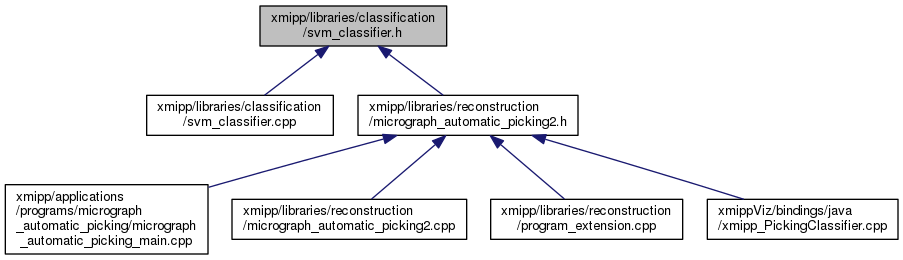 xmipp/libraries/classification
/svm_classifier.h
xmipp/libraries/classification
/svm_classifier.cpp
xmipp/libraries/reconstruction
/micrograph_automatic_picking2.h
xmipp/applications
/programs/micrograph
_automatic_picking/micrograph
_automatic_picking_main.cpp
xmipp/libraries/reconstruction
/micrograph_automatic_picking2.cpp
xmipp/libraries/reconstruction
/program_extension.cpp
xmippViz/bindings/java
/xmipp_PickingClassifier.cpp